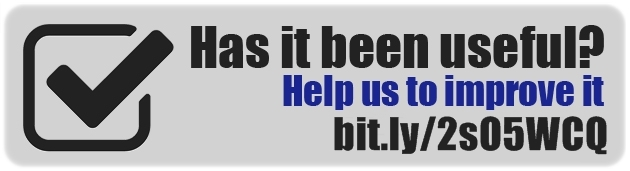 Has it been useful?
Help us to improve it
bit.ly/2sO5WCQ